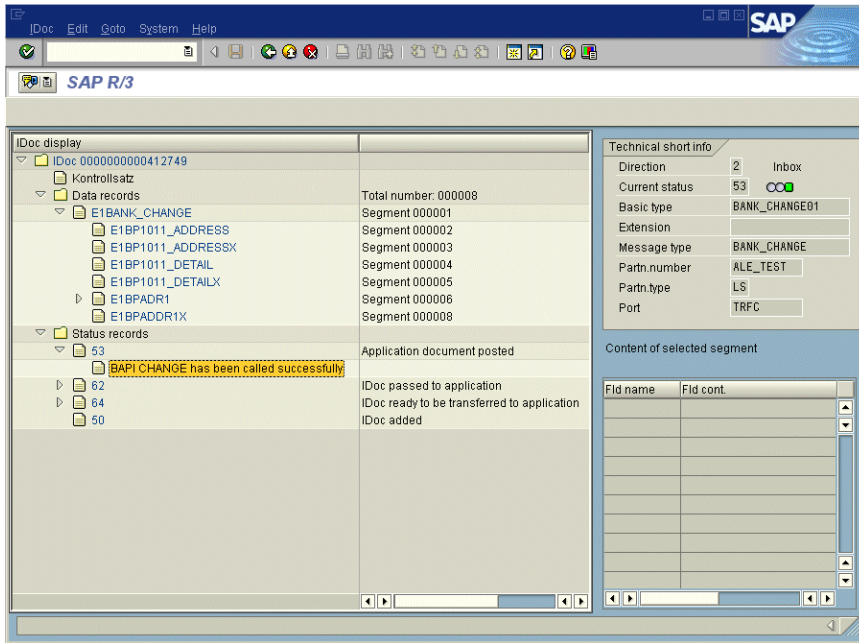 IDoc Edit Goto System Help
SAP
SAP R/3
IDoc display
IDoc 0000000000412749
Kontrollsatz
Data records Total number: 000008
E1BANK_CHANGE Segment 000001
E1BP1011_ADDRESS Segment 000002
E1BP1011_ADDRESSX Segment 000003
E1BP1011_DETAIL Segment 000004
E1BP1011_DETAILX Segment 000005
E1BPADR1 Segment 000006
E1BPADDR1X Segment 000008
Status records
53 Application document posted
BAPI CHANGE has been called successfully
62 IDoc passed to application
64 IDoc ready to be transferred to application
50 IDoc added
Technical short info
Direction 2 Inbox
Current status 53
Basic type BANK_CHANGE01
Extension
Message type BANK_CHANGE
Partn.number ALE_TEST
Partn.type LS
Port TRFC
Content of selected segment
Fld name Fld cont.